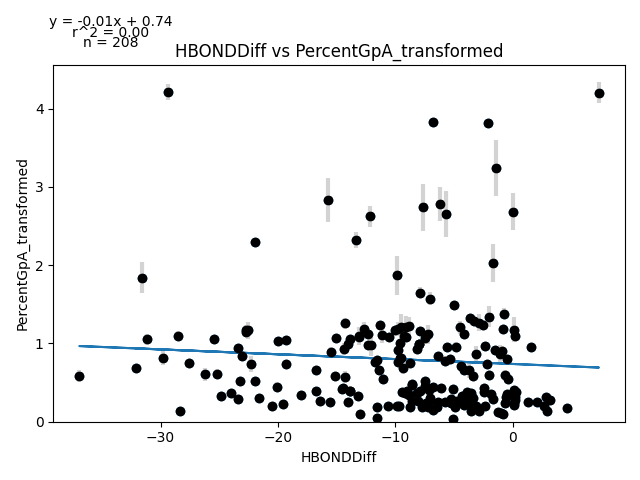 y = -0.01x + 0.74
r^2 = 0.00
n = 208
HBONDDiff vs PercentGpA_transformed
PercentGpA_transformed
4
3
2
1
0
−30
−20
−10
0
HBONDDiff